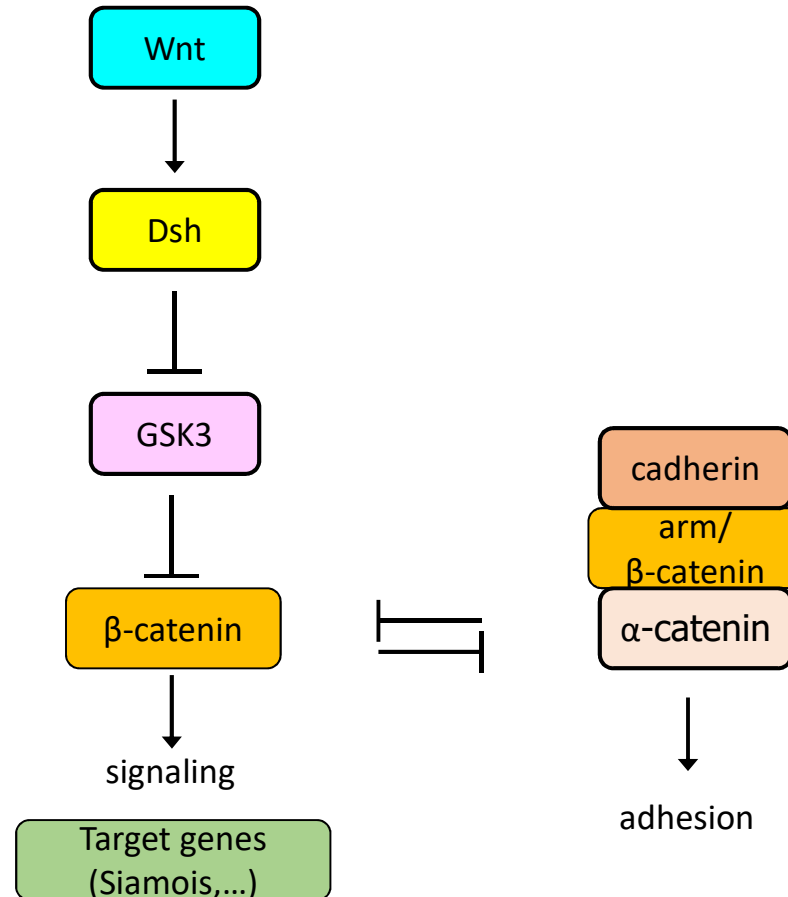 Wnt
Dsh
GSK3
β-catenin
signaling
Target genes
(Siamois,...)
cadherin
arm/
β-catenin
α-catenin
adhesion